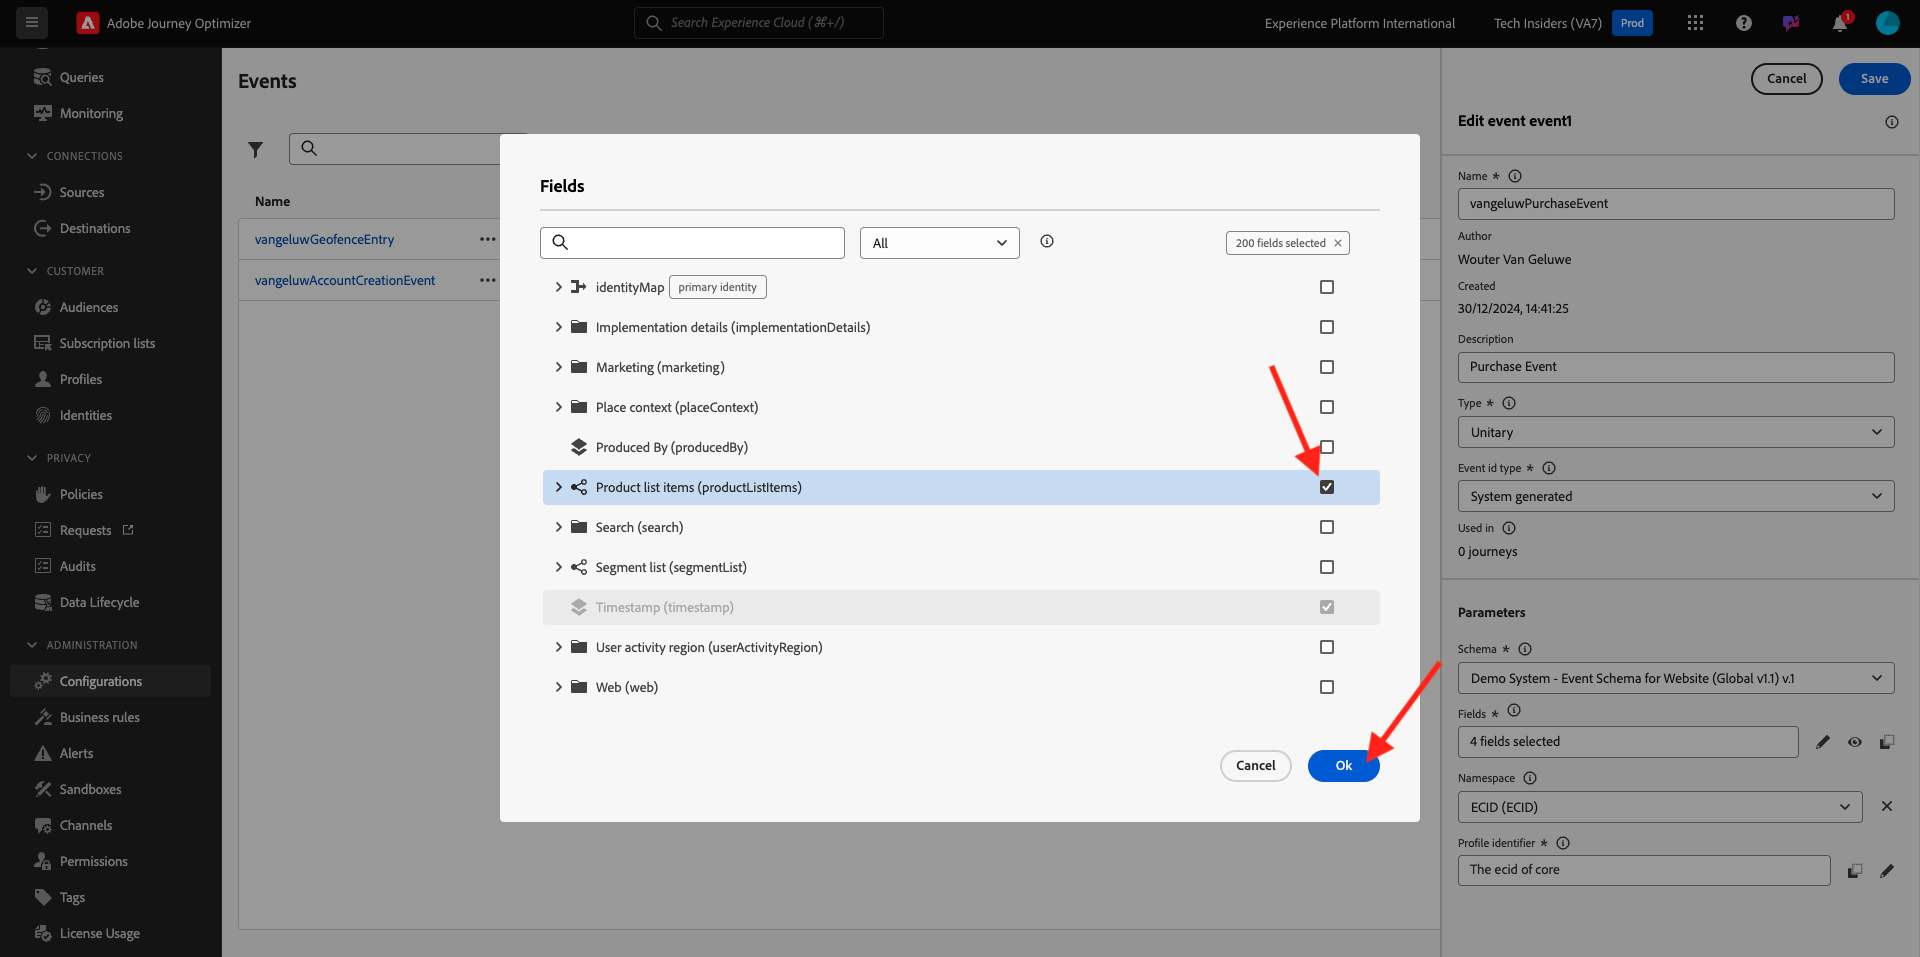 Adobe Journey Optimizer
Search Experience Cloud (⌘+/)
Experience Platform International
Tech Insiders (VA7)
Prod
1
Queries
Monitoring
CONNECTIONS
Sources
Destinations
CUSTOMER
Audiences
Subscription lists
Profiles
Identities
PRIVACY
Policies
Requests
Audits
Data Lifecycle
ADMINISTRATION
Configurations
Business rules
Alerts
Sandboxes
Channels
Permissions
Tags
License Usage
Events
Name
vangeluwGeofenceEntry
vangeluwAccountCreationEvent
Fields
All
200 fields selected
identityMap primary identity
Implementation details (implementationDetails)
Marketing (marketing)
Place context (placeContext)
Produced By (producedBy)
Product list items (productListItems)
Search (search)
Segment list (segmentList)
Timestamp (timestamp)
User activity region (userActivityRegion)
Web (web)
Cancel
Ok
Cancel
Save
Edit event event1
Name *
vangeluwPurchaseEvent
Author
Wouter Van Geluwe
Created
30/12/2024, 14:41:25
Description
Purchase Event
Type *
Unitary
Event id type *
System generated
Used in
0 journeys
Parameters
Schema *
Demo System - Event Schema for Website (Global v1.1) v.1
Fields *
4 fields selected
Namespace
ECID (ECID)
Profile identifier *
The ecid of core